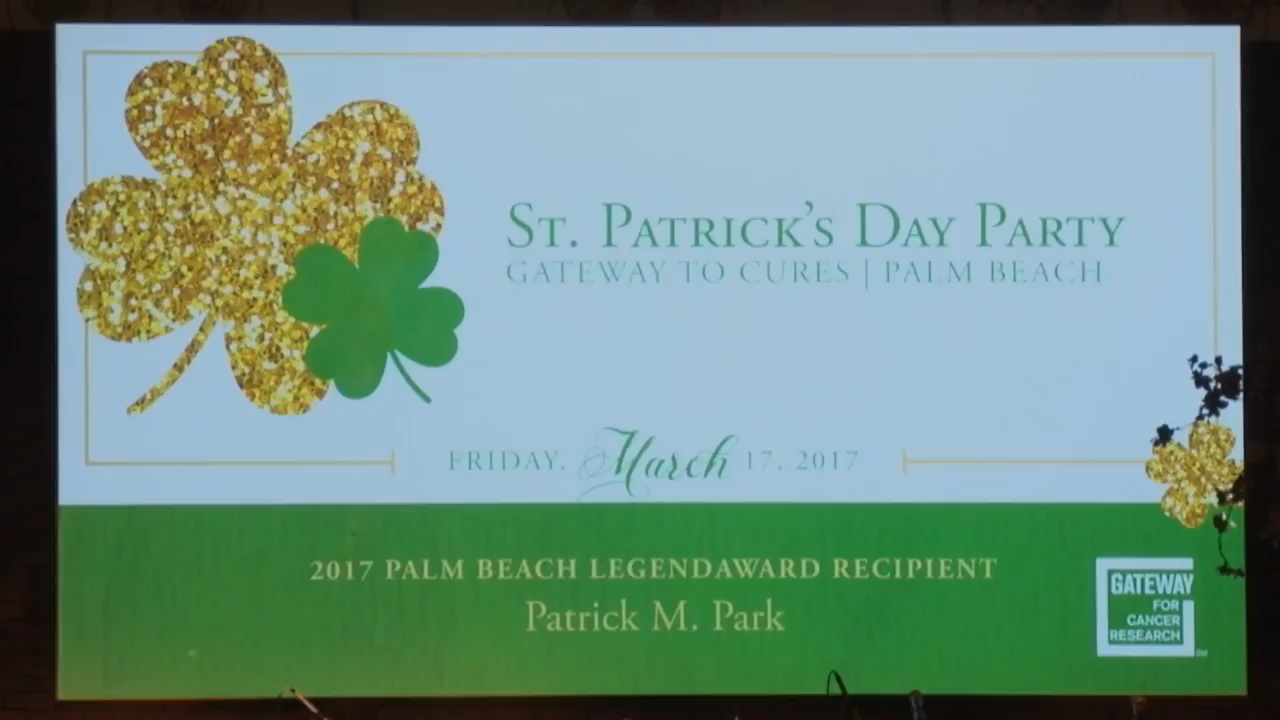 St. Patrick's Day Party
GATEWAY TO CURES | PALM BEACH
FRIDAY, March 17, 2017
2017 PALM BEACH LEGENDAWARD RECIPIENT
Patrick M. Park
GATEWAY
FOR
CANCER
RESEARCH
SM